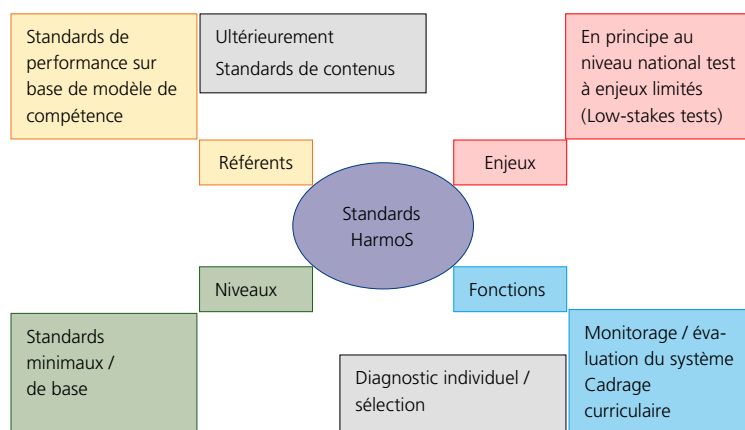 Standards de
performance sur
base de modèle de
compétence
Ultérieurement
Standards de contenus
En principe au
niveau national test
à enjeux limités
(Low-stakes tests)
Référents
Enjeux
Standards
HarmoS
Niveaux
Fonctions
Standards
minimaux /
de base
Diagnostic individuel /
sélection
Monitorage / éva-
luation du système
Cadrage
curriculaire